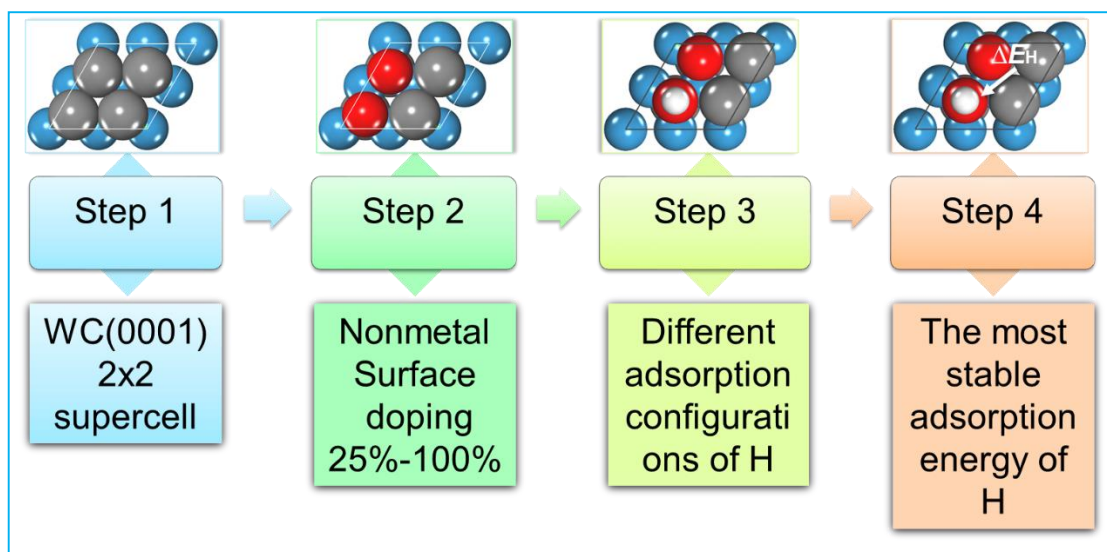 ΔEH
Step 1
Step 2
Step 3
Step 4
WC(0001)
2x2
supercell
Nonmetal
Surface
doping
25%-100%
Different
adsorption
configurati
ons of H
The most
stable
adsorption
energy of
H